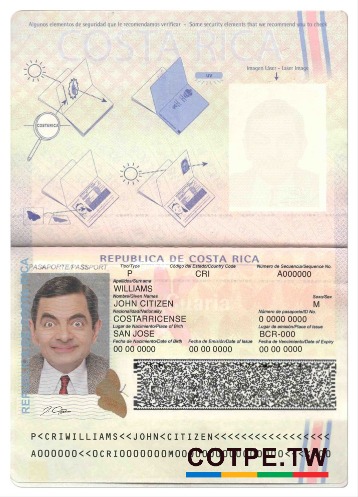 Algunos elementos de seguridad que le recomendamos verificar - Some security elements that we recommend you to check
COSTA RICA
Imagen láser - Laser image
COSTARICA
REPUBLICA DE COSTA RICA
PASAPORTE/PASSPORT
Tipo/Type Código del Estado/Country Code Número de Secuencia/Sequence No.
P CRI A000000
Apellidos/Surname
WILLIAMS
Nombre/Given Names Sexo/Sex
JOHN CITIZEN M
Nacionalidad/Nationality Número de pasaporte/ID No.
COSTARRICENSE 0 0000 0000
Lugar de Nacimiento/Place of Birth Lugar de emisión/Place of Issue
SAN JOSE BCR-000
Fecha de Nacimiento/Date of Birth Fecha de Emisión/Date of Issue Fecha de Vencimiento/Date of Expiry
00 00 0000 00 00 0000 00 00 0000
P<CRIWILLIAMS<<JOHN<CITIZEN<<<<<<<<<<<<<<<<<
COTPE.TW